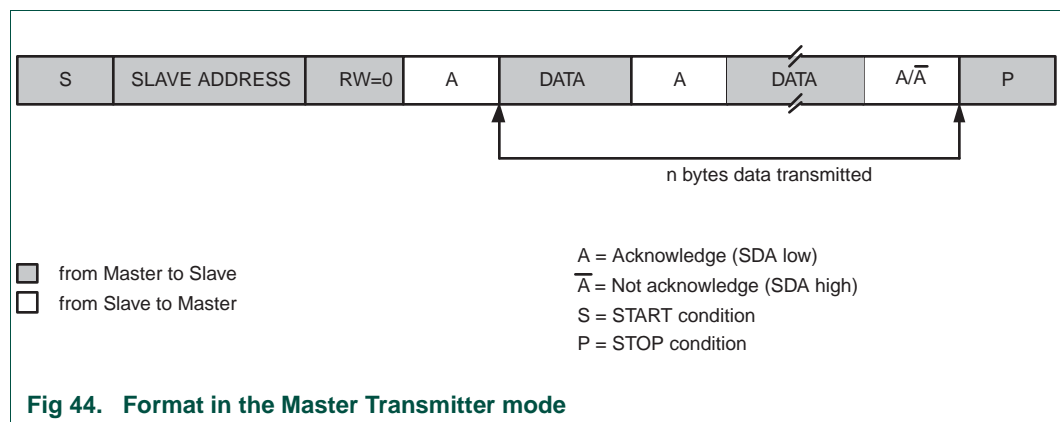 S SLAVE ADDRESS RW=0 A DATA A DATA A/A̅ P
n bytes data transmitted
from Master to Slave
from Slave to Master
A = Acknowledge (SDA low)
A̅ = Not acknowledge (SDA high)
S = START condition
P = STOP condition
Fig 44. Format in the Master Transmitter mode